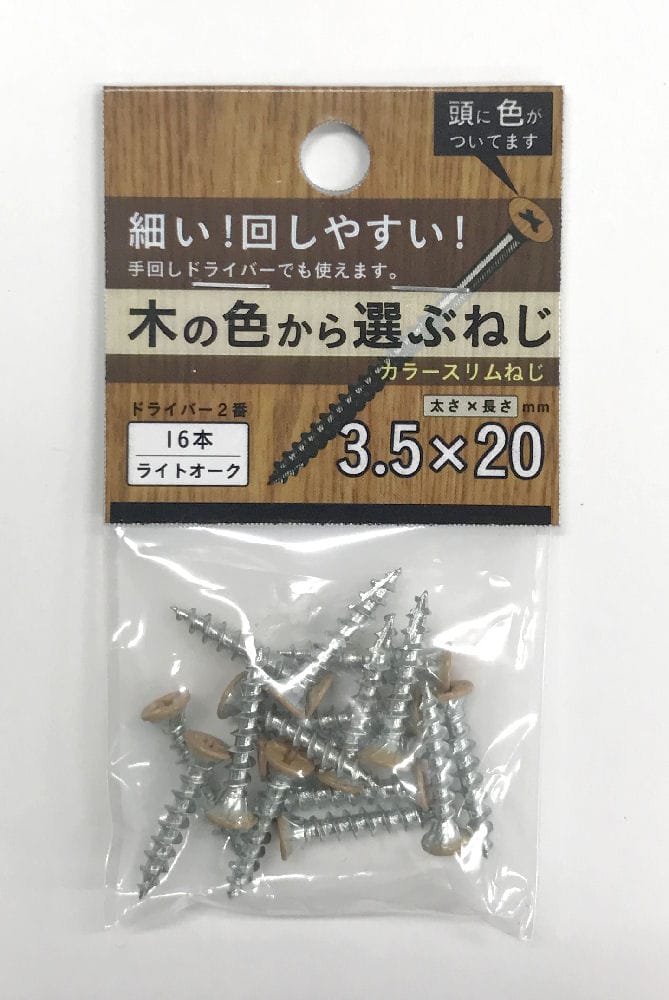 頭に色が
ついてます
細い!回しやすい!
手回しドライバーでも使えます。
木の色から選ぶねじ
カラースリムねじ
ドライバー2番
太さ×長さ mm
16本
ライトオーク
3.5×20